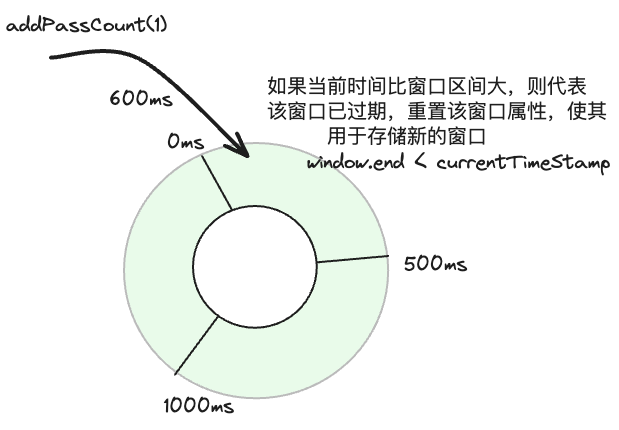 addPassCount(1)
600ms
如果当前时间比窗口区间大，则代表
该窗口已过期，重置该窗口属性，使其
用于存储新的窗口
window.end < currentTimeStamp
0ms
500ms
1000ms